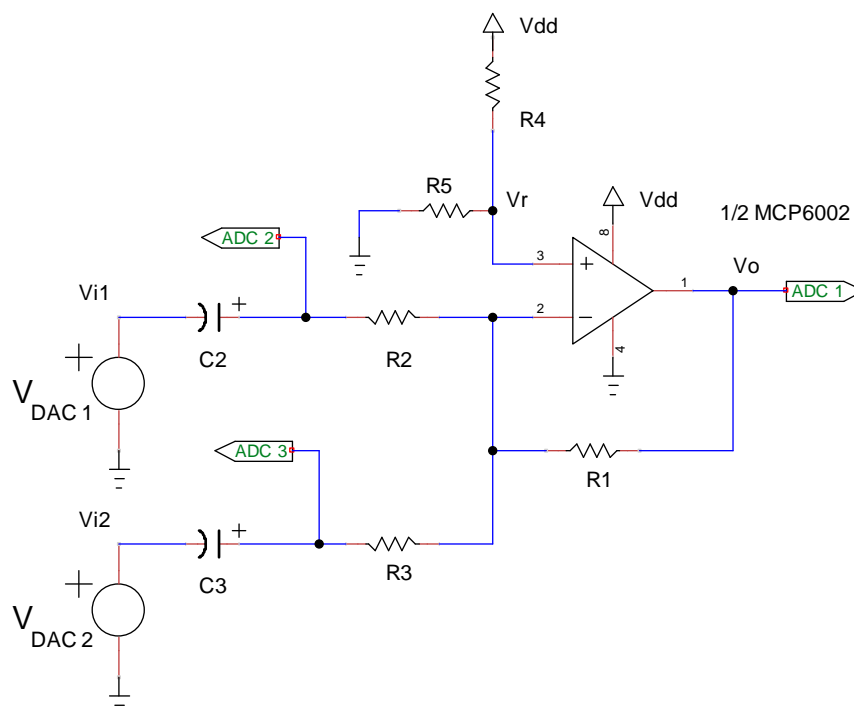 Vdd
R4
R5
Vr
Vdd
1/2 MCP6002
8
ADC 2
3
+
1
Vo
ADC 1
Vi1
+
2
−
4
C2
R2
+
V DAC 1
ADC 3
R1
Vi2
+
C3
R3
+
V DAC 2